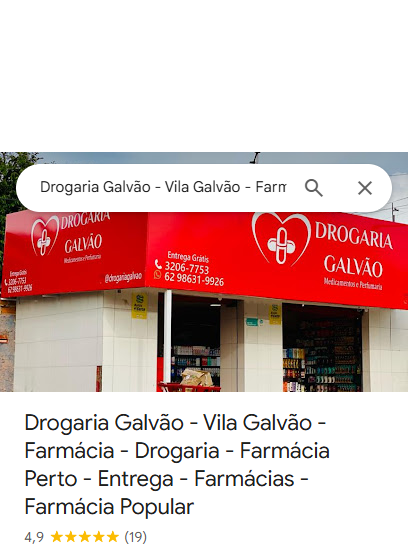 Drogaria Galvão - Vila Galvão - Farm
DROGARIA
GALVÃO
Medicamentos e Perfumaria
Entrega Grátis
3206-7753
62 98631-9926
@drogariagalvao
DROGARIA
GALVÃO
Medicamentos e Perfumaria
Entrega Grátis
3206-7753
62 98631-9926
Drogaria Galvão - Vila Galvão -
Farmácia - Drogaria - Farmácia
Perto - Entrega - Farmácias -
Farmácia Popular
4,9 ★★★★★ (19)